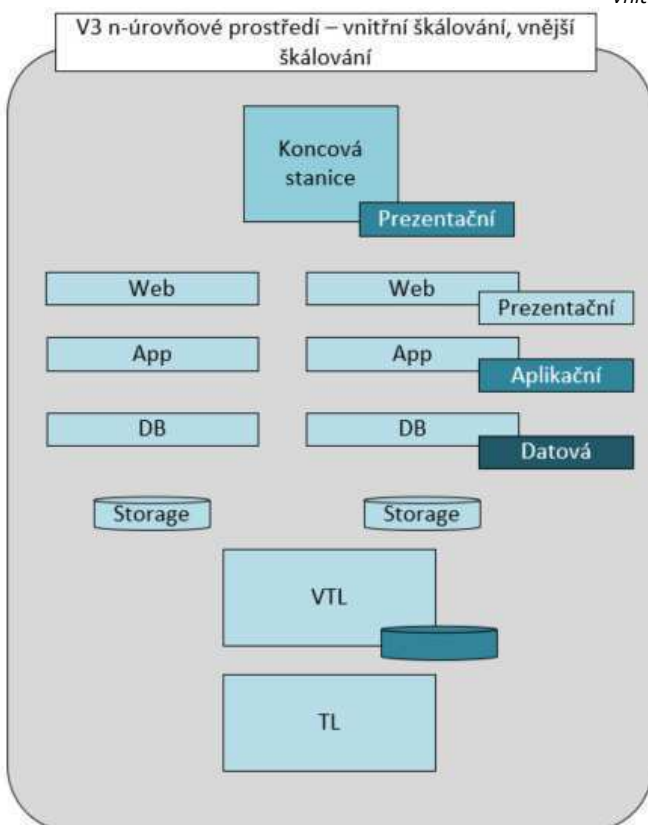 vnit
V3 n-úrovňové prostředí – vnitřní škálování, vnější
škálování
Koncová
stanice
Prezentační
Web
Web
Prezentační
App
App
Aplikační
DB
DB
Datová
Storage
Storage
VTL
TL